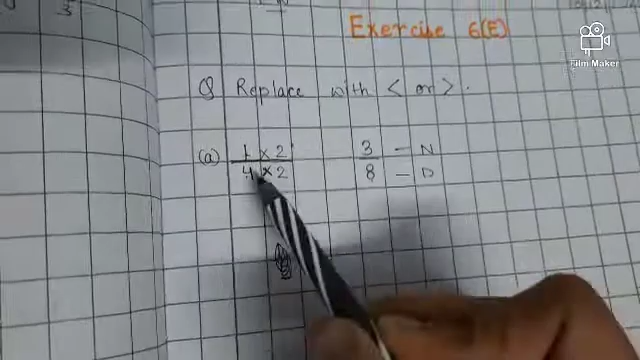 Exercise 6(E)
Film Maker
Q Replace with < or >.
(a) 1 × 2 3 — N
4 × 2 8 — D